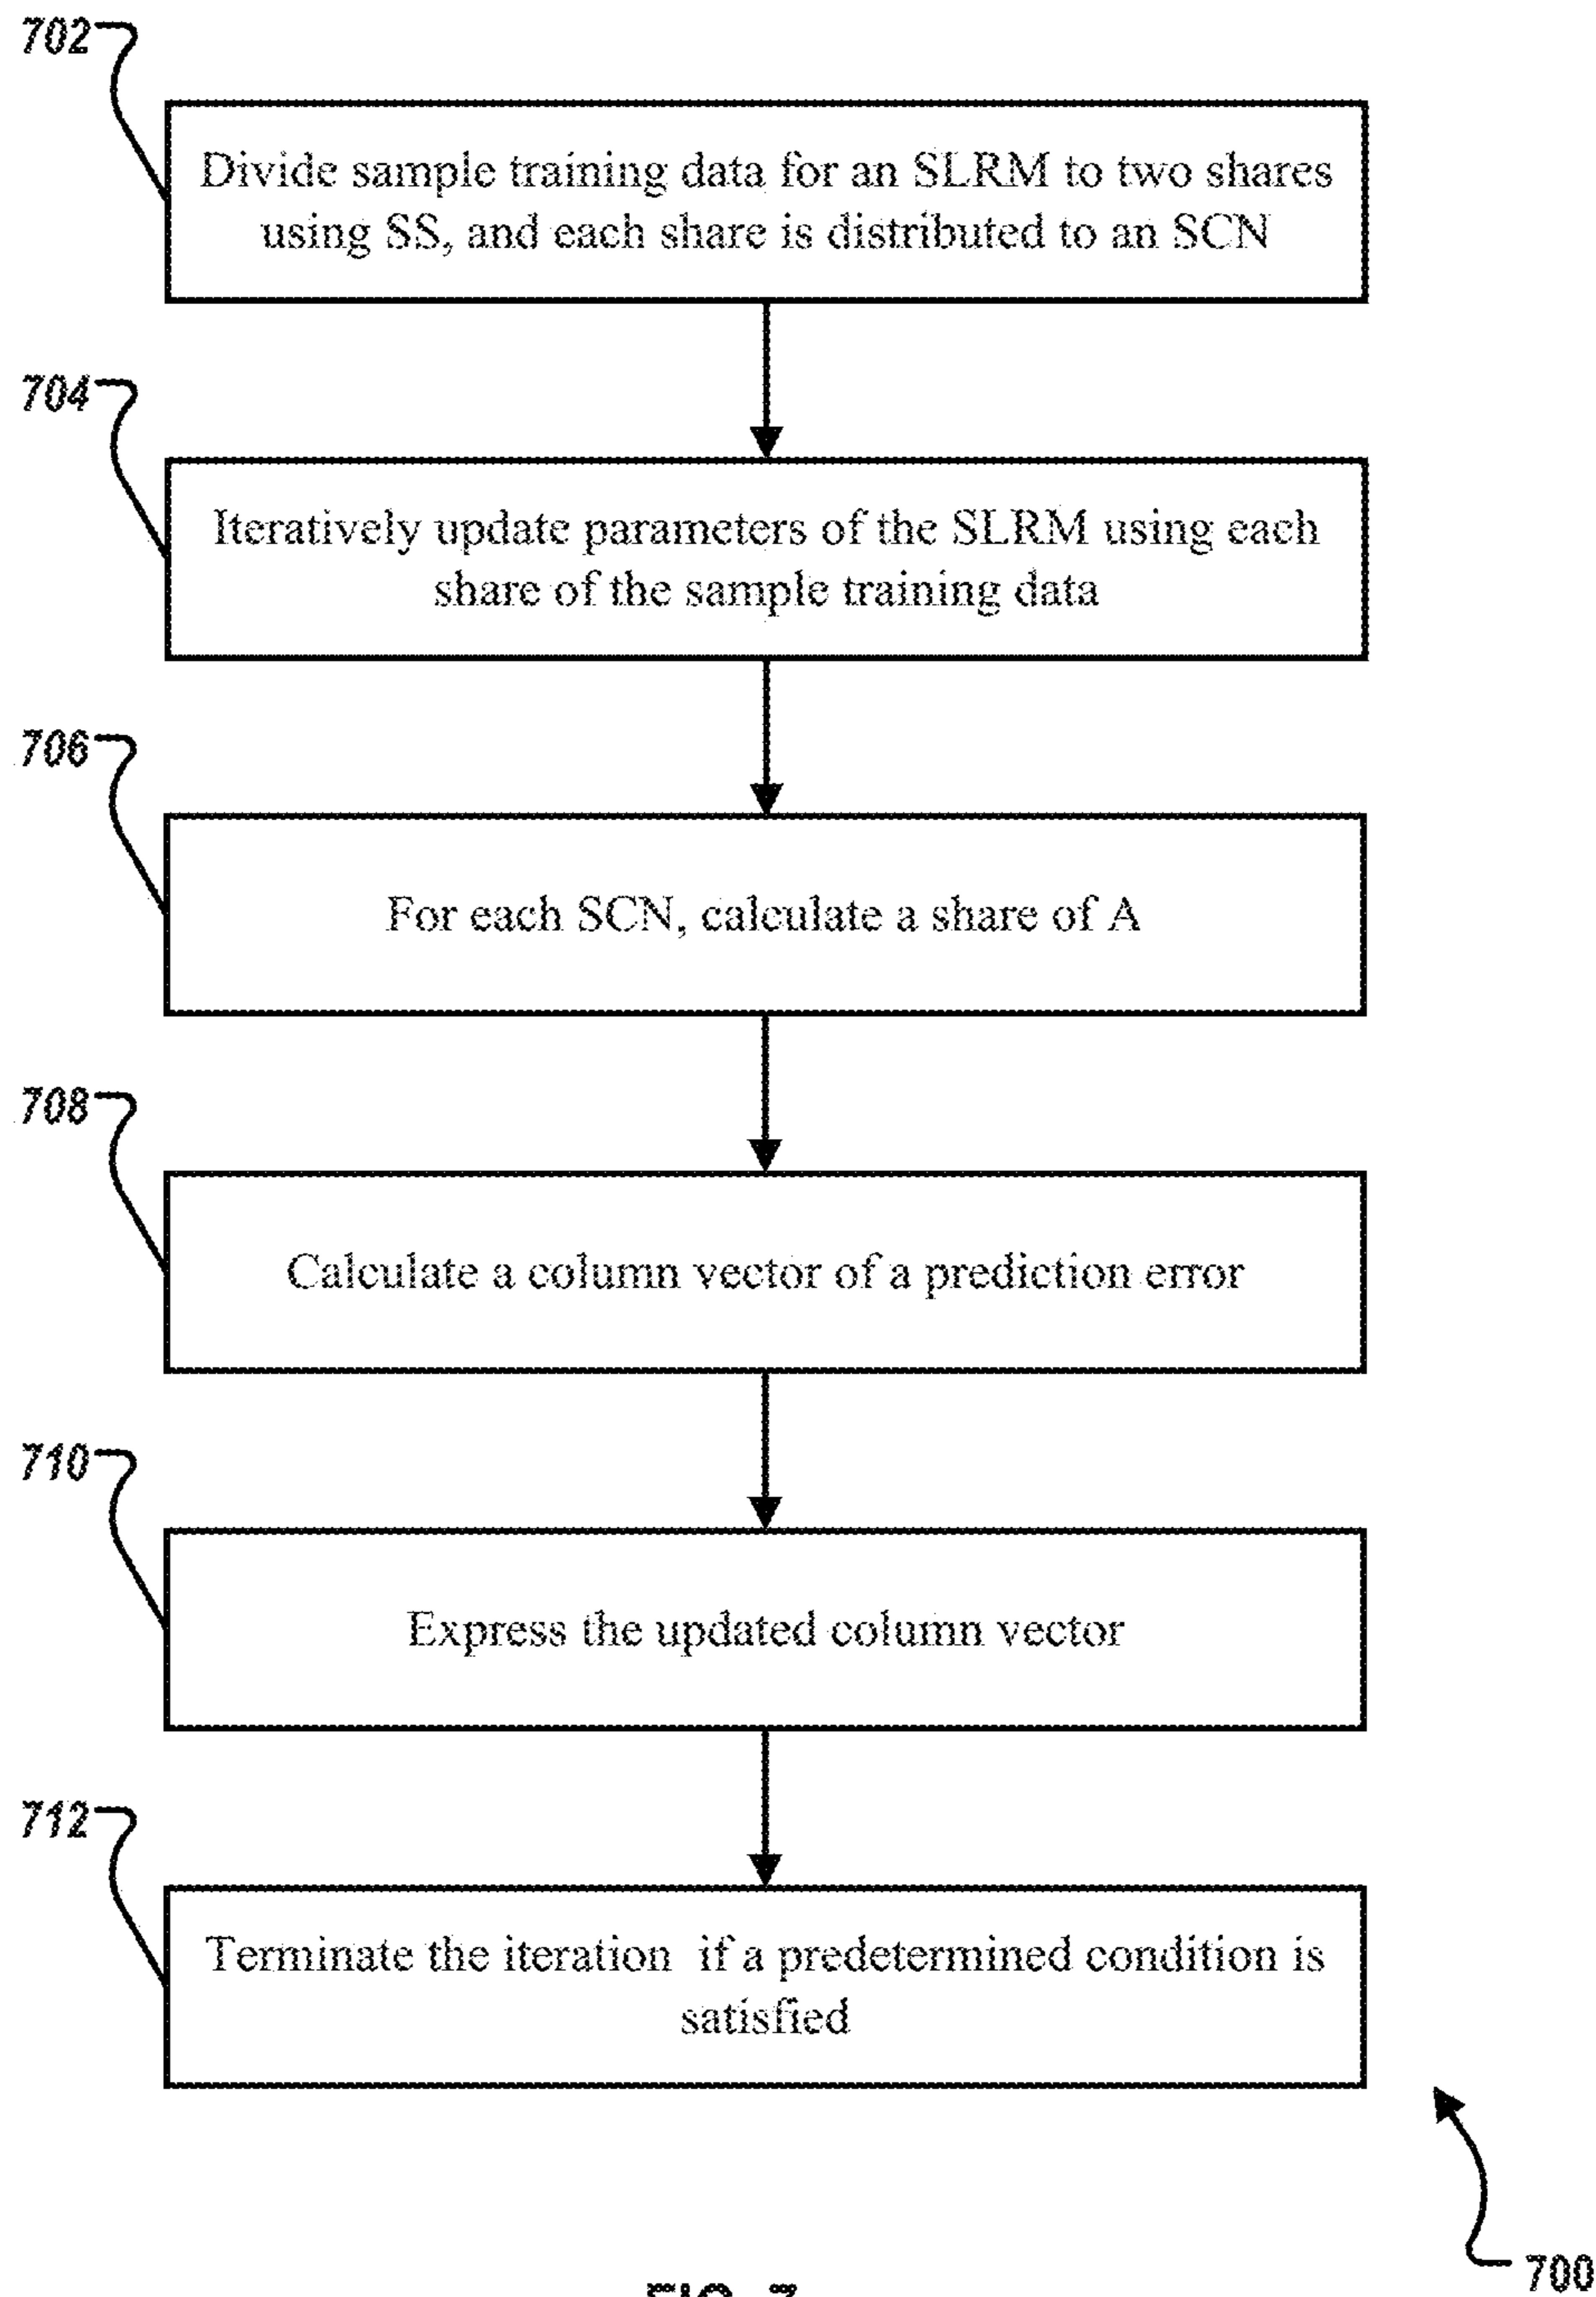 702
Divide sample training data for an SLRM to two shares
using SS, and each share is distributed to an SCN
704
Iteratively update parameters of the SLRM using each
share of the sample training data
706
For each SCN, calculate a share of A
708
Calculate a column vector of a prediction error
710
Express the updated column vector
712
Terminate the iteration if a predetermined condition is
satisfied
700